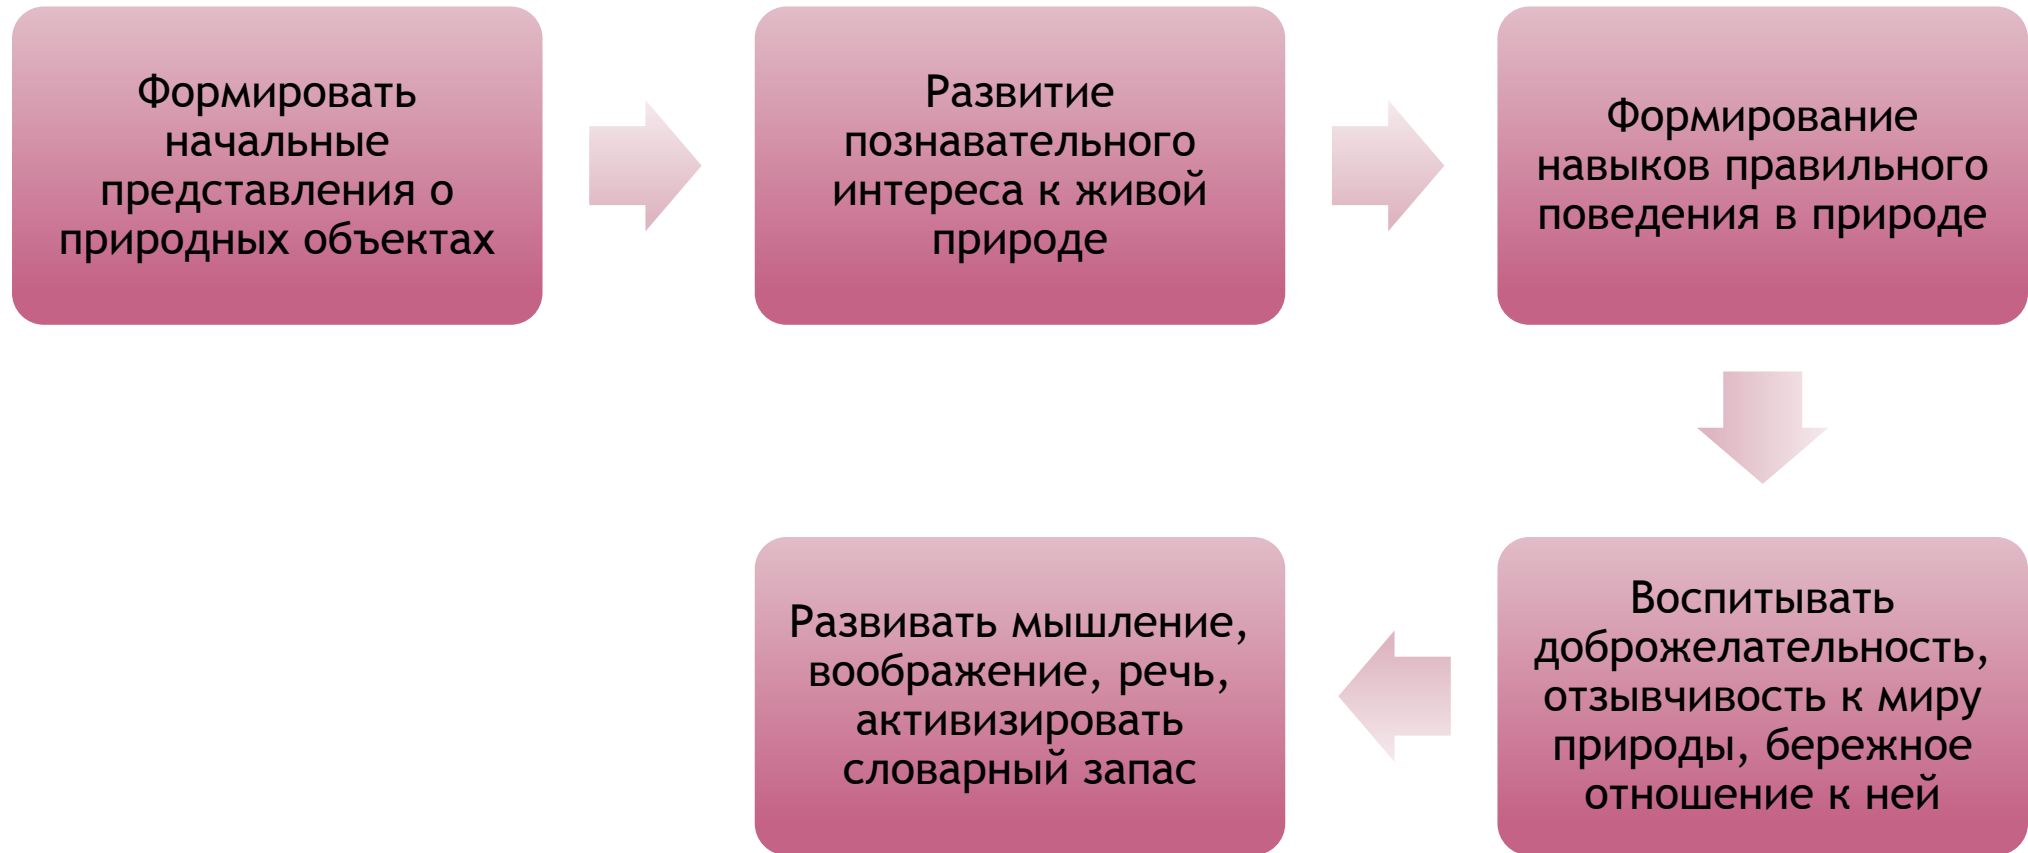 Формировать
начальные
представления о
природных объектах
Развитие
познавательного
интереса к живой
природе
Формирование
навыков правильного
поведения в природе
Воспитывать
доброжелательность,
отзывчивость к миру
природы, бережное
отношение к ней
Развивать мышление,
воображение, речь,
активизировать
словарный запас